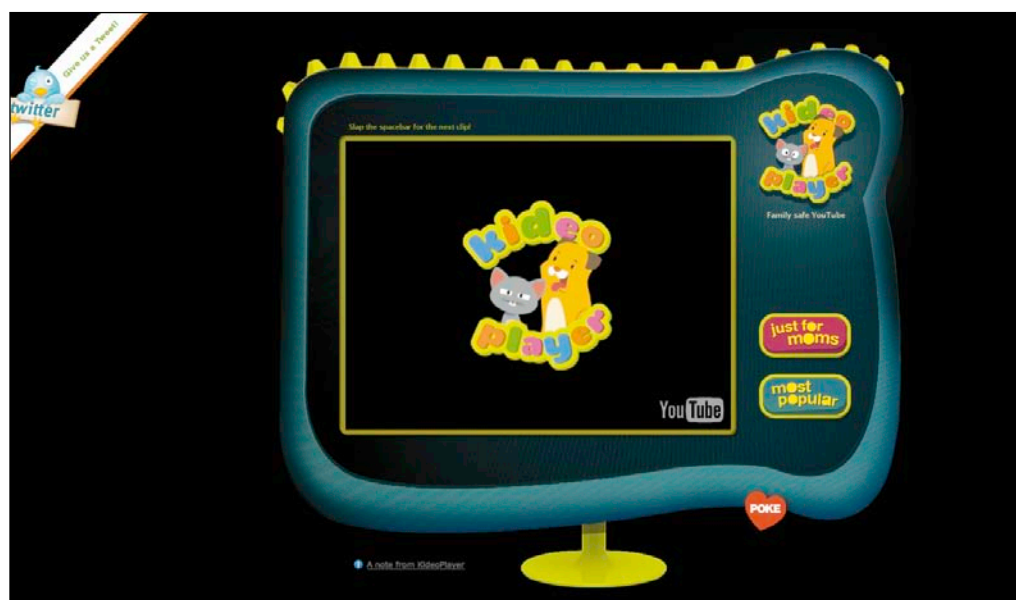 Give us a Tweet!
twitter
Slap the spacebar for the next clip!
kideo
player
Family safe YouTube
kideo
player
YouTube
just for
moms
most
popular
POKE
A note from KideoPlayer